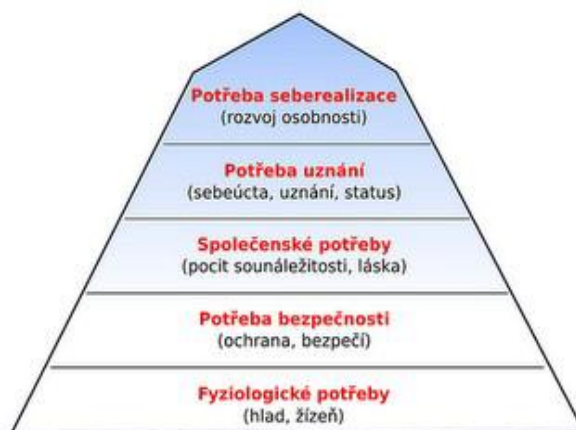 Potřeba seberealizace
(rozvoj osobnosti)
Potřeba uznání
(sebeúcta, uznání, status)
Společenské potřeby
(pocit sounáležitosti, láska)
Potřeba bezpečnosti
(ochrana, bezpečí)
Fyziologické potřeby
(hlad, žízeň)